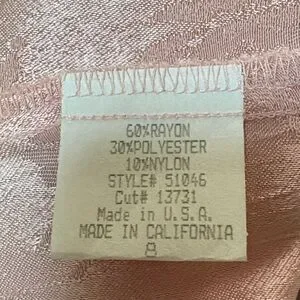 60%RAYON
30%POLYESTER
10%NYLON
STYLE# 51046
Cut# 13731
Made in U.S.A.
MADE IN CALIFORNIA
8